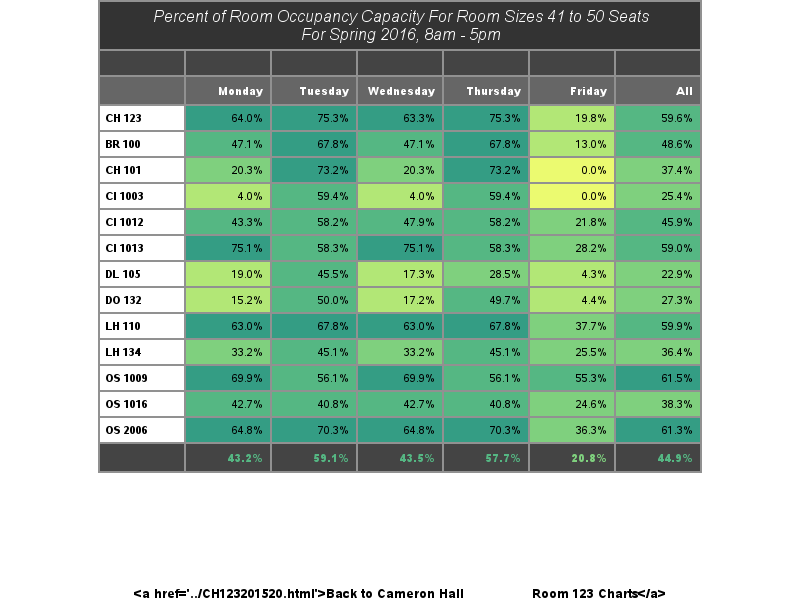 Percent of Room Occupancy Capacity For Room Sizes 41 to 50 Seats
For Spring 2016, 8am - 5pm
Monday Tuesday Wednesday Thursday Friday All
CH 123 64.0% 75.3% 63.3% 75.3% 19.8% 59.6%
BR 100 47.1% 67.8% 47.1% 67.8% 13.0% 48.6%
CH 101 20.3% 73.2% 20.3% 73.2% 0.0% 37.4%
CI 1003 4.0% 59.4% 4.0% 59.4% 0.0% 25.4%
CI 1012 43.3% 58.2% 47.9% 58.2% 21.8% 45.9%
CI 1013 75.1% 58.3% 75.1% 58.3% 28.2% 59.0%
DL 105 19.0% 45.5% 17.3% 28.5% 4.3% 22.9%
DO 132 15.2% 50.0% 17.2% 49.7% 4.4% 27.3%
LH 110 63.0% 67.8% 63.0% 67.8% 37.7% 59.9%
LH 134 33.2% 45.1% 33.2% 45.1% 25.5% 36.4%
OS 1009 69.9% 56.1% 69.9% 56.1% 55.3% 61.5%
OS 1016 42.7% 40.8% 42.7% 40.8% 24.6% 38.3%
OS 2006 64.8% 70.3% 64.8% 70.3% 36.3% 61.3%
43.2% 59.1% 43.5% 57.7% 20.8% 44.9%
<a href='../CH123201520.html'>Back to Cameron Hall Room 123 Charts</a>